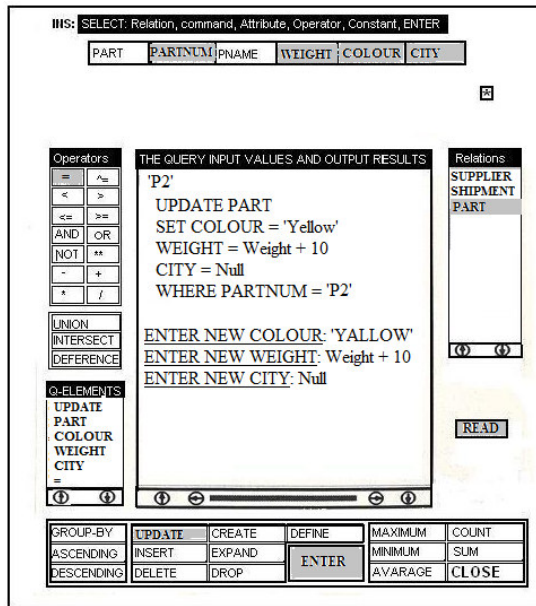 INS: SELECT: Relation, command, Attribute, Operator, Constant, ENTER
PART PARTNUM PNAME WEIGHT COLOUR CITY
*
Operators
= ^=
< >
<= >=
AND OR
NOT **
- +
* /
UNION
INTERSECT
DEFERENCE
Q-ELEMENTS
UPDATE
PART
COLOUR
WEIGHT
CITY
=
THE QUERY INPUT VALUES AND OUTPUT RESULTS
'P2'
UPDATE PART
SET COLOUR = 'Yellow'
WEIGHT = Weight + 10
CITY = Null
WHERE PARTNUM = 'P2'
ENTER NEW COLOUR: 'YALLOW'
ENTER NEW WEIGHT: Weight + 10
ENTER NEW CITY: Null
Relations
SUPPLIER
SHIPMENT
PART
READ
GROUP-BY UPDATE CREATE DEFINE MAXIMUM COUNT
ASCENDING INSERT EXPAND ENTER MINIMUM SUM
DESCENDING DELETE DROP AVARAGE CLOSE